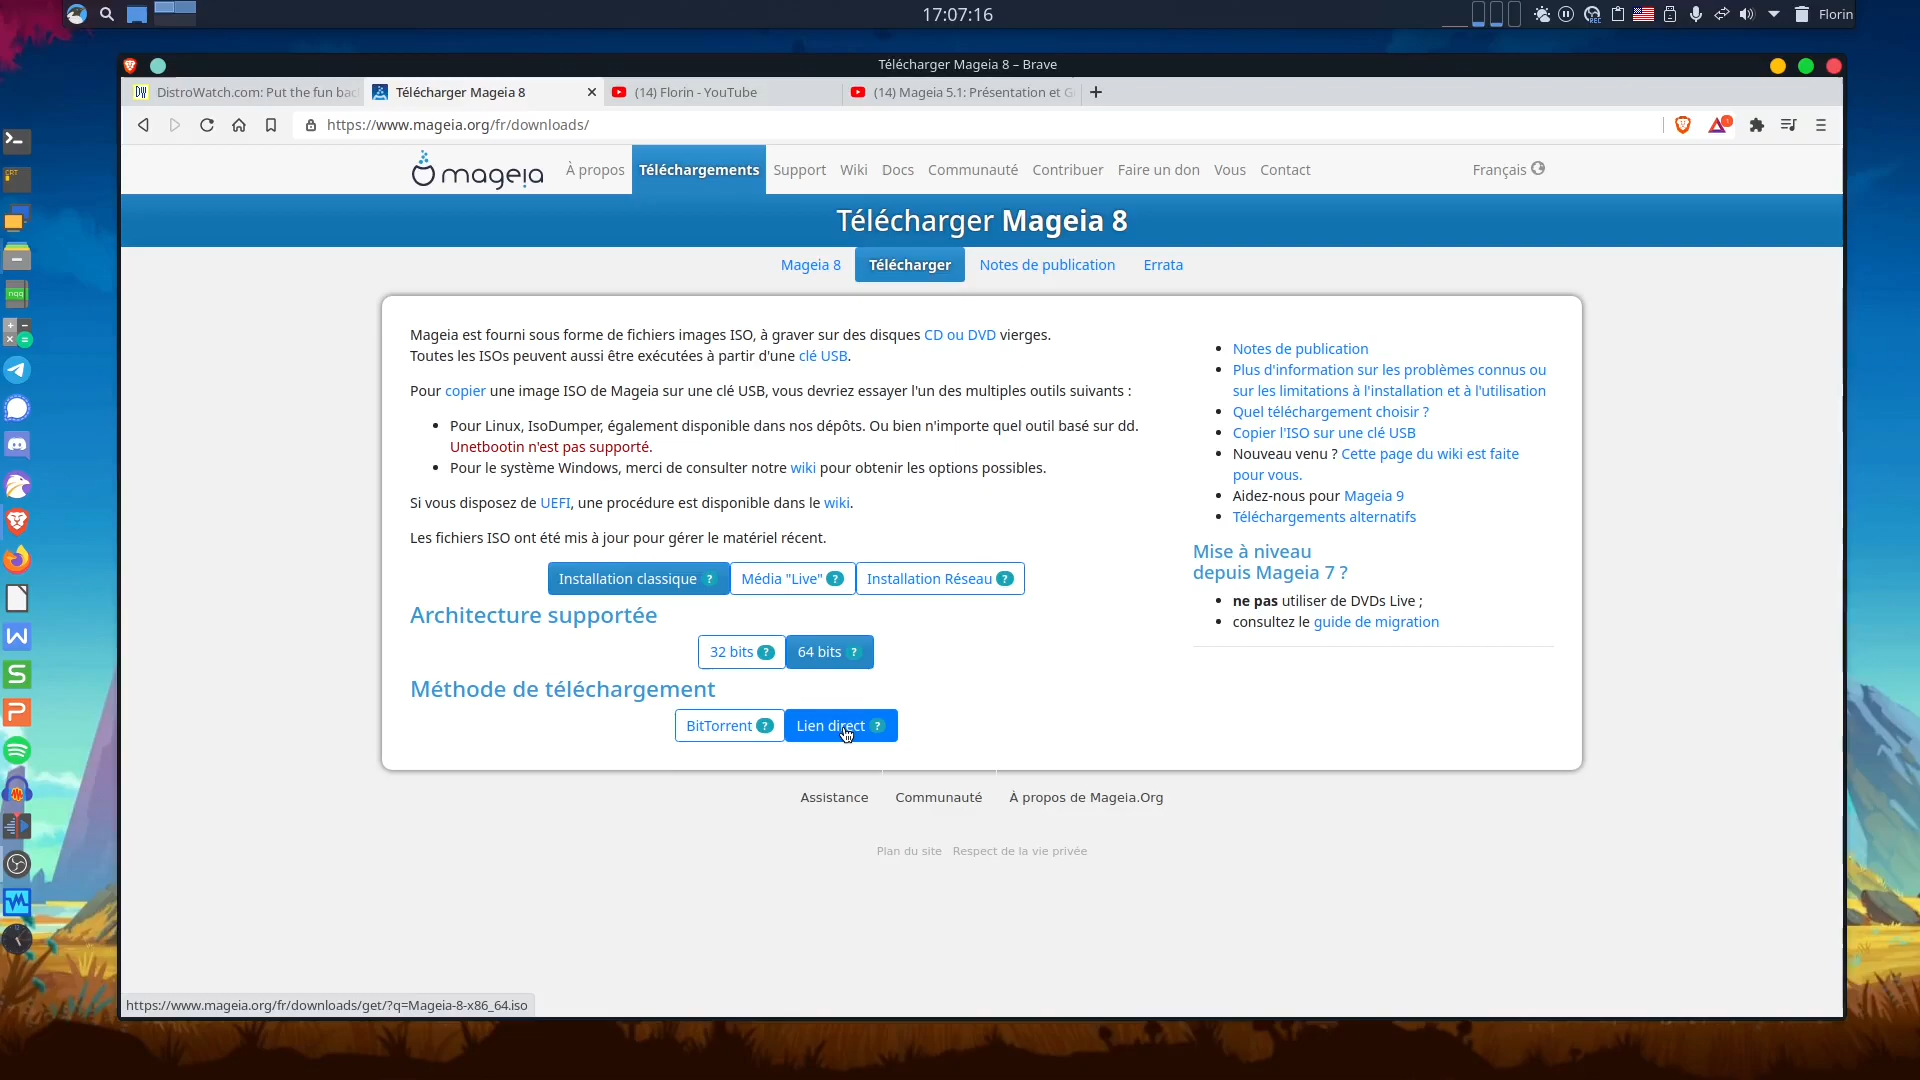 17:07:16
REC
Florin
Télécharger Mageia 8 – Brave
DW
DistroWatch.com: Put the fun bac
Télécharger Mageia 8
(14) Florin - YouTube
(14) Mageia 5.1: Présentation et G
https://www.mageia.org/fr/downloads/
1
mageia
À propos
Téléchargements
Support
Wiki
Docs
Communauté
Contribuer
Faire un don
Vous
Contact
Français
Télécharger Mageia 8
Mageia 8
Télécharger
Notes de publication
Errata
Mageia est fourni sous forme de fichiers images ISO, à graver sur des disques CD ou DVD vierges.
Toutes les ISOs peuvent aussi être exécutées à partir d'une clé USB.
Pour copier une image ISO de Mageia sur une clé USB, vous devriez essayer l'un des multiples outils suivants :
Pour Linux, IsoDumper, également disponible dans nos dépôts. Ou bien n'importe quel outil basé sur dd.
Unetbootin n'est pas supporté.
Pour le système Windows, merci de consulter notre wiki pour obtenir les options possibles.
Si vous disposez de UEFI, une procédure est disponible dans le wiki.
Les fichiers ISO ont été mis à jour pour gérer le matériel récent.
Installation classique ?
Média "Live" ?
Installation Réseau ?
Architecture supportée
32 bits ?
64 bits ?
Méthode de téléchargement
BitTorrent ?
Lien direct ?
Notes de publication
Plus d'information sur les problèmes connus ou
sur les limitations à l'installation et à l'utilisation
Quel téléchargement choisir ?
Copier l'ISO sur une clé USB
Nouveau venu ? Cette page du wiki est faite
pour vous.
Aidez-nous pour Mageia 9
Téléchargements alternatifs
Mise à niveau
depuis Mageia 7 ?
ne pas utiliser de DVDs Live ;
consultez le guide de migration
Assistance
Communauté
À propos de Mageia.Org
Plan du site
Respect de la vie privée
https://www.mageia.org/fr/downloads/get/?q=Mageia-8-x86_64.iso
CRT
nqq
W
S
P